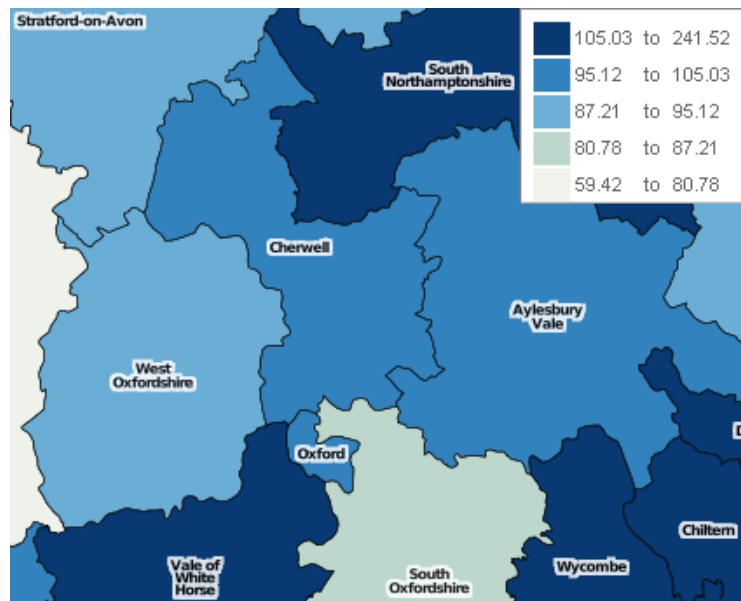 Stratford-on-Avon
105.03 to 241.52
95.12 to 105.03
87.21 to 95.12
80.78 to 87.21
59.42 to 80.78
South
Northamptonshire
Cherwell
Aylesbury
Vale
West
Oxfordshire
Oxford
Chiltern
Vale of
White
Horse
South
Oxfordshire
Wycombe